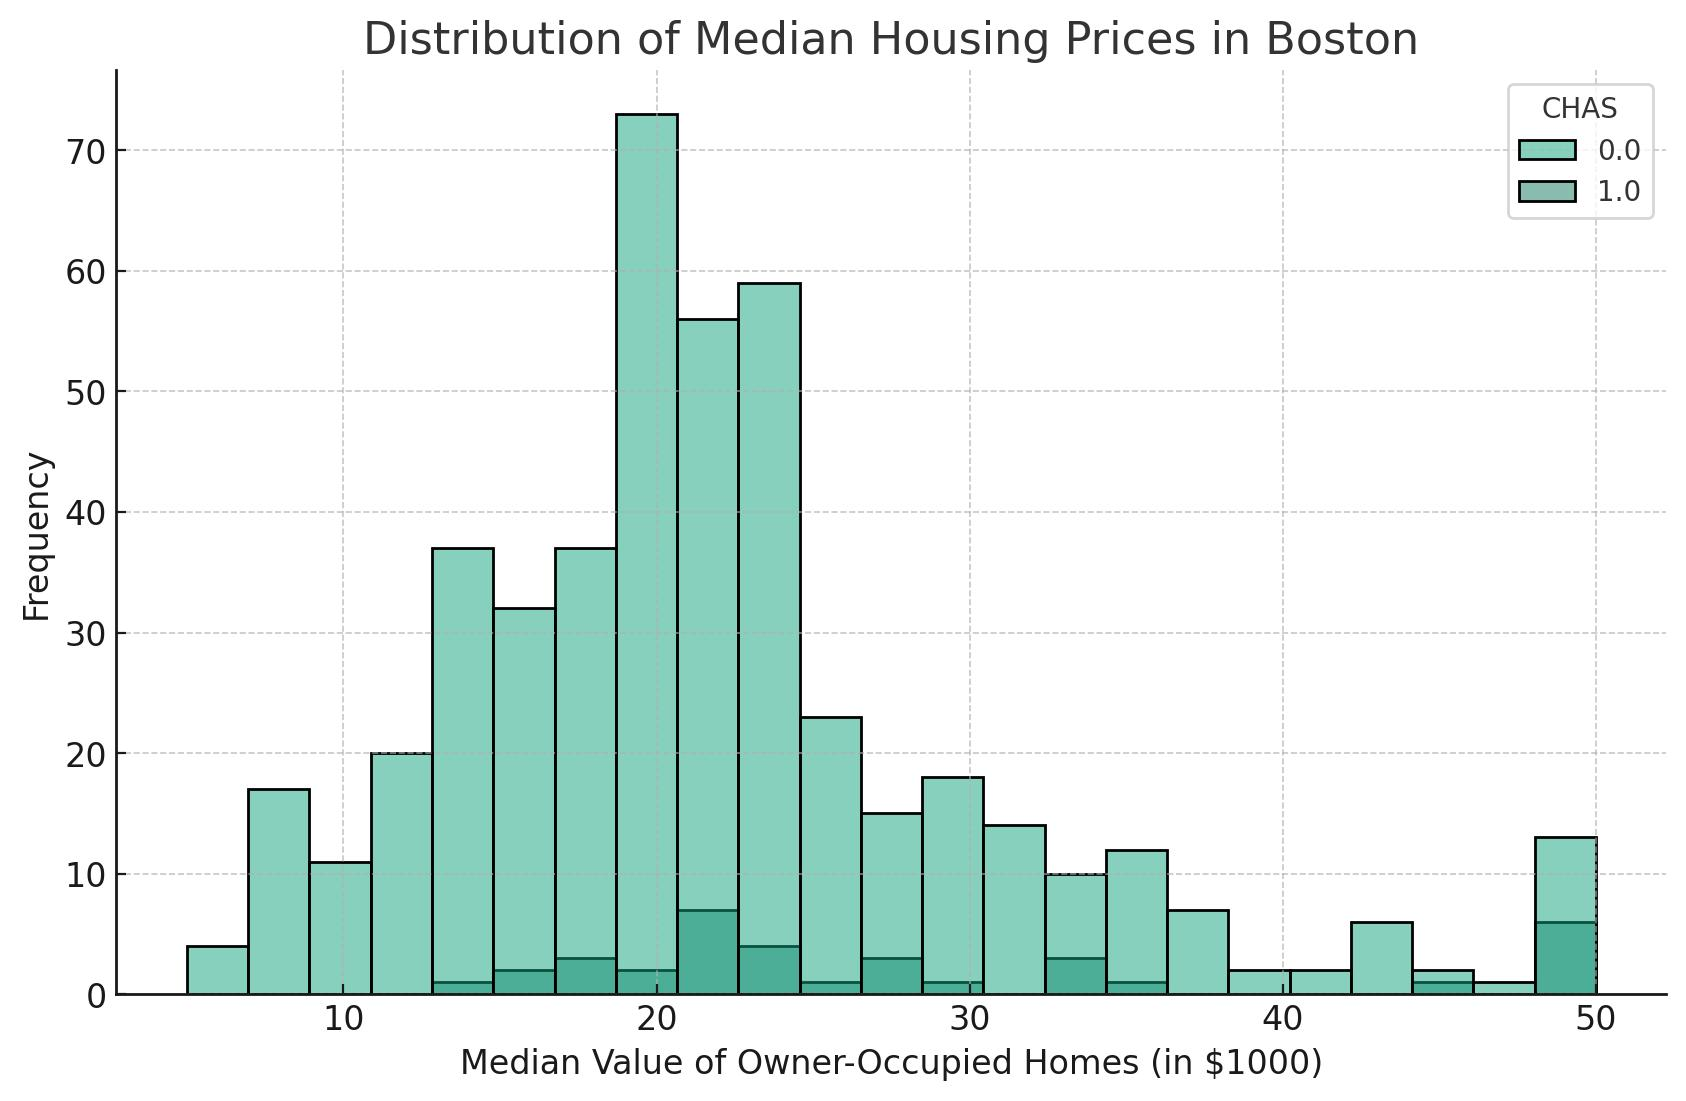 Distribution of Median Housing Prices in Boston
CHAS
0.0
1.0
70
60
50
40
30
20
10
0
Frequency
10 20 30 40 50
Median Value of Owner-Occupied Homes (in $1000)